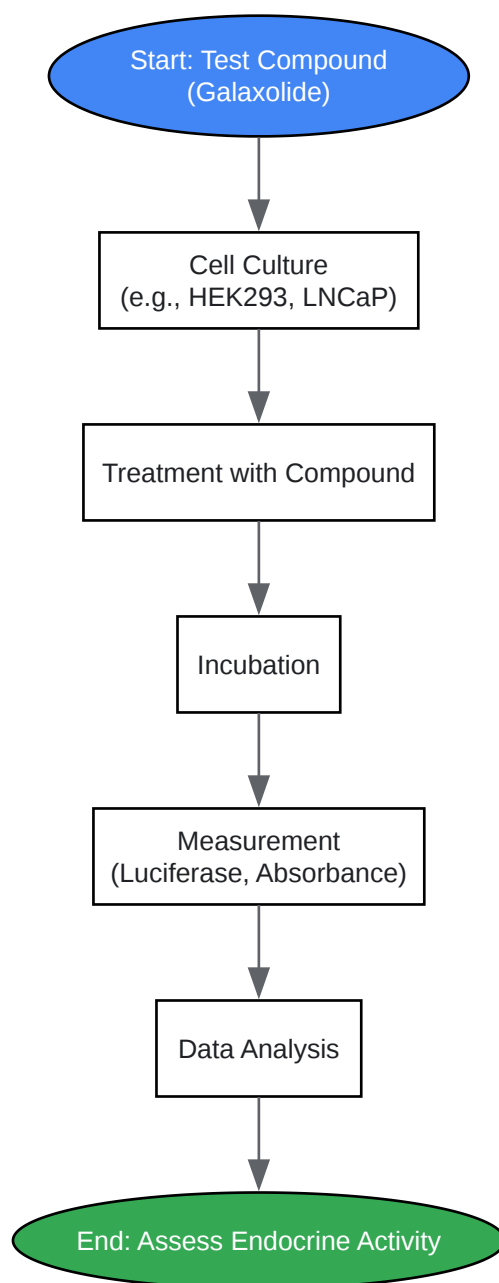 Start: Test Compound
(Galaxolide)
Cell Culture
(e.g., HEK293, LNCaP)
Treatment with Compound
Incubation
Measurement
(Luciferase, Absorbance)
Data Analysis
End: Assess Endocrine Activity